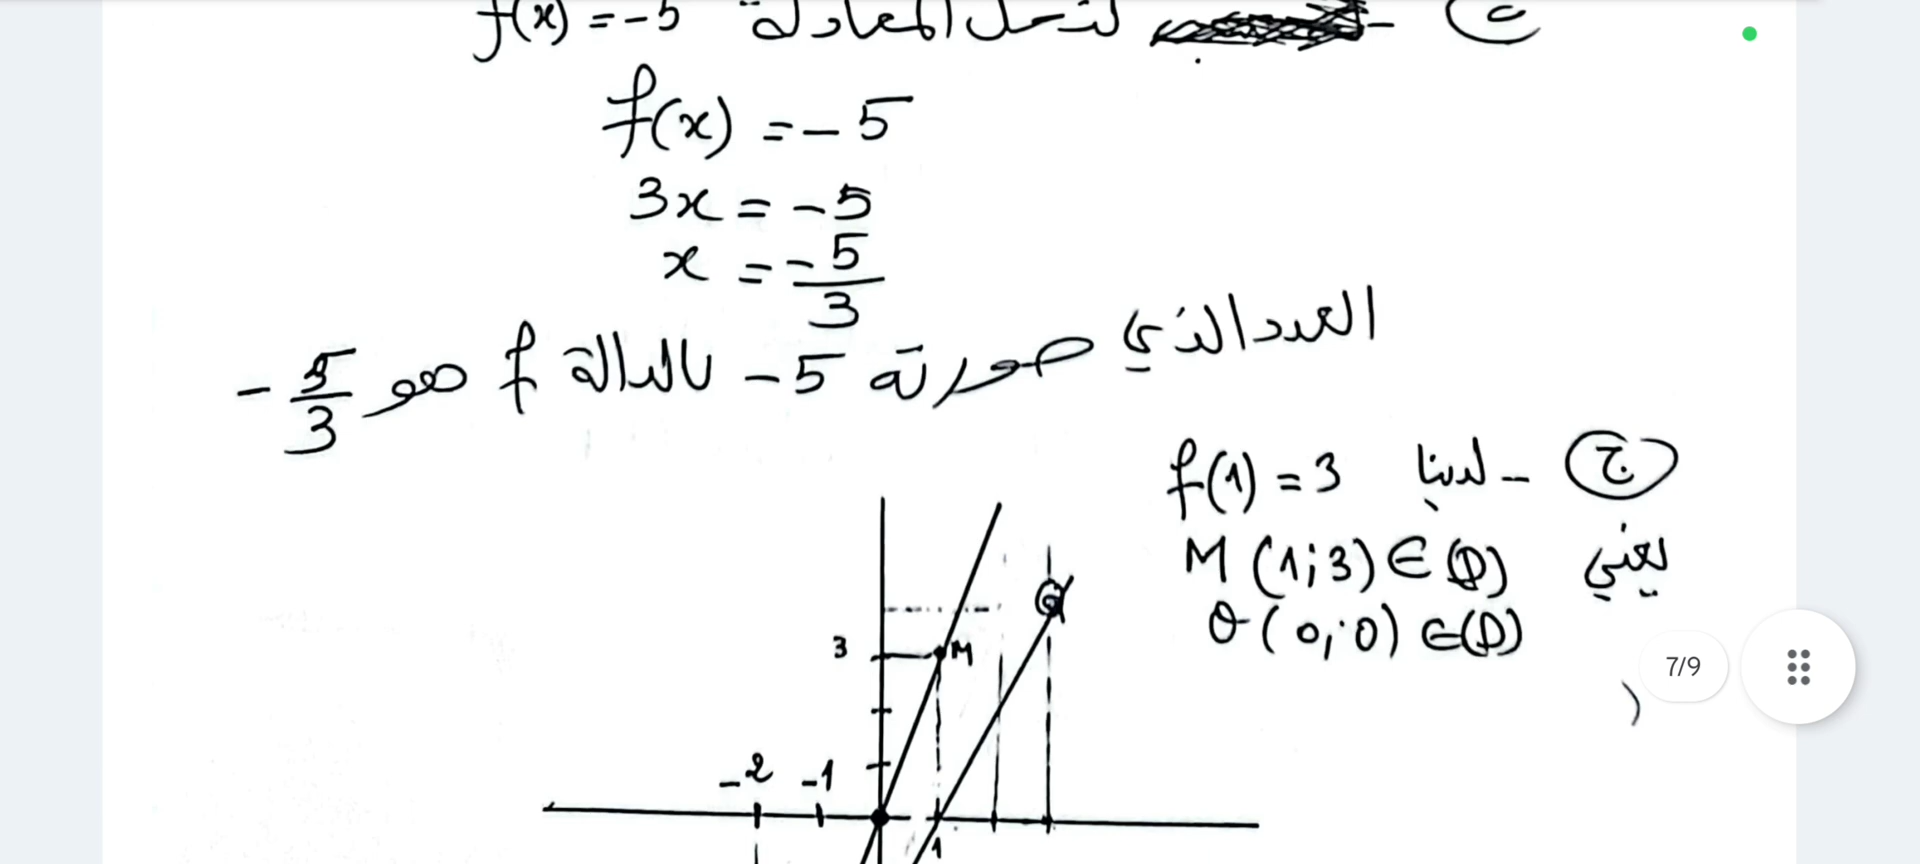 - لنحل المعادلة f(x) = -5
f(x) = -5
3x = -5
x = -5/3
العدد الذي صورته -5 بالدالة f هو -5/3
ج - لدينا f(1) = 3
يعني M (1;3) ∈ (D)
O (0;0) ∈ (D)
3
M
-2 -1
1
7/9